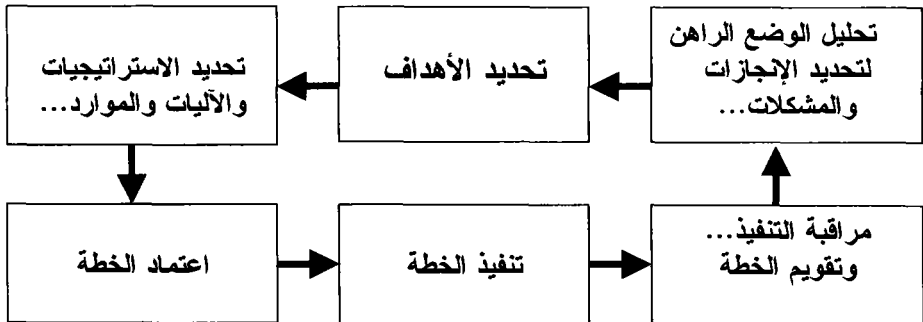 تحليل الوضع الراهن
لتحديد الإنجازات
والمشكلات...
تحديد الأهداف
تحديد الاستراتيجيات
والآليات والموارد...
اعتماد الخطة
تنفيذ الخطة
مراقبة التنفيذ...
وتقويم الخطة